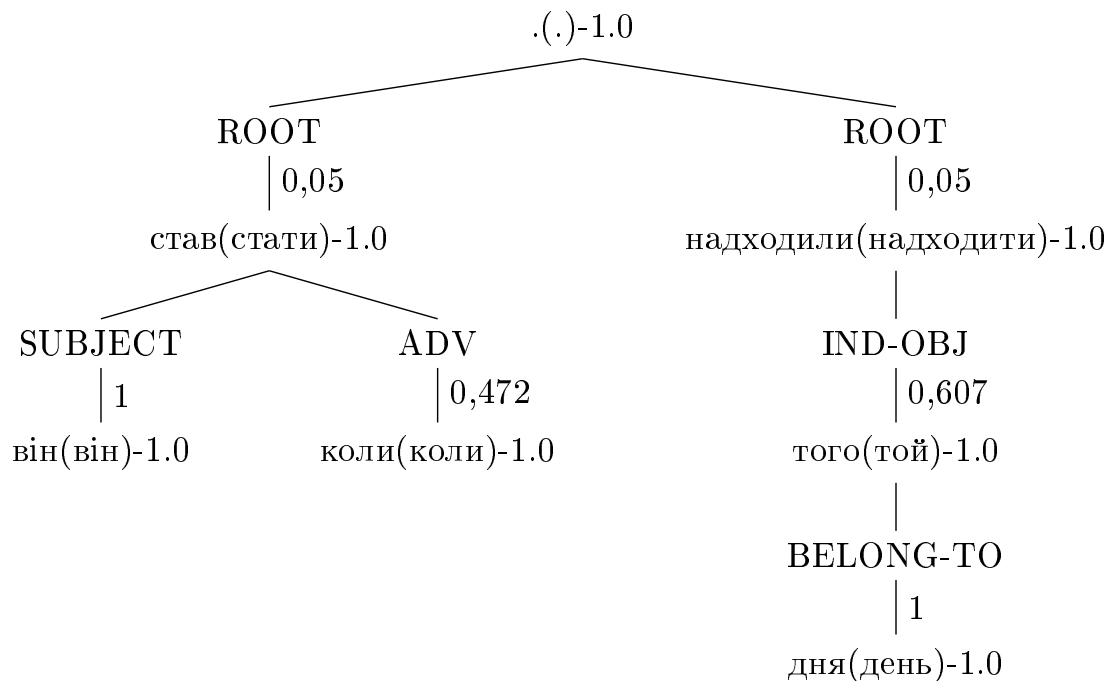 .(.)-1.0
ROOT ROOT
0,05 0,05
став(стати)-1.0 надходили(надходити)-1.0
SUBJECT ADV IND-OBJ
1 0,472 0,607
він(він)-1.0 коли(коли)-1.0 того(той)-1.0
BELONG-TO
1
дня(день)-1.0